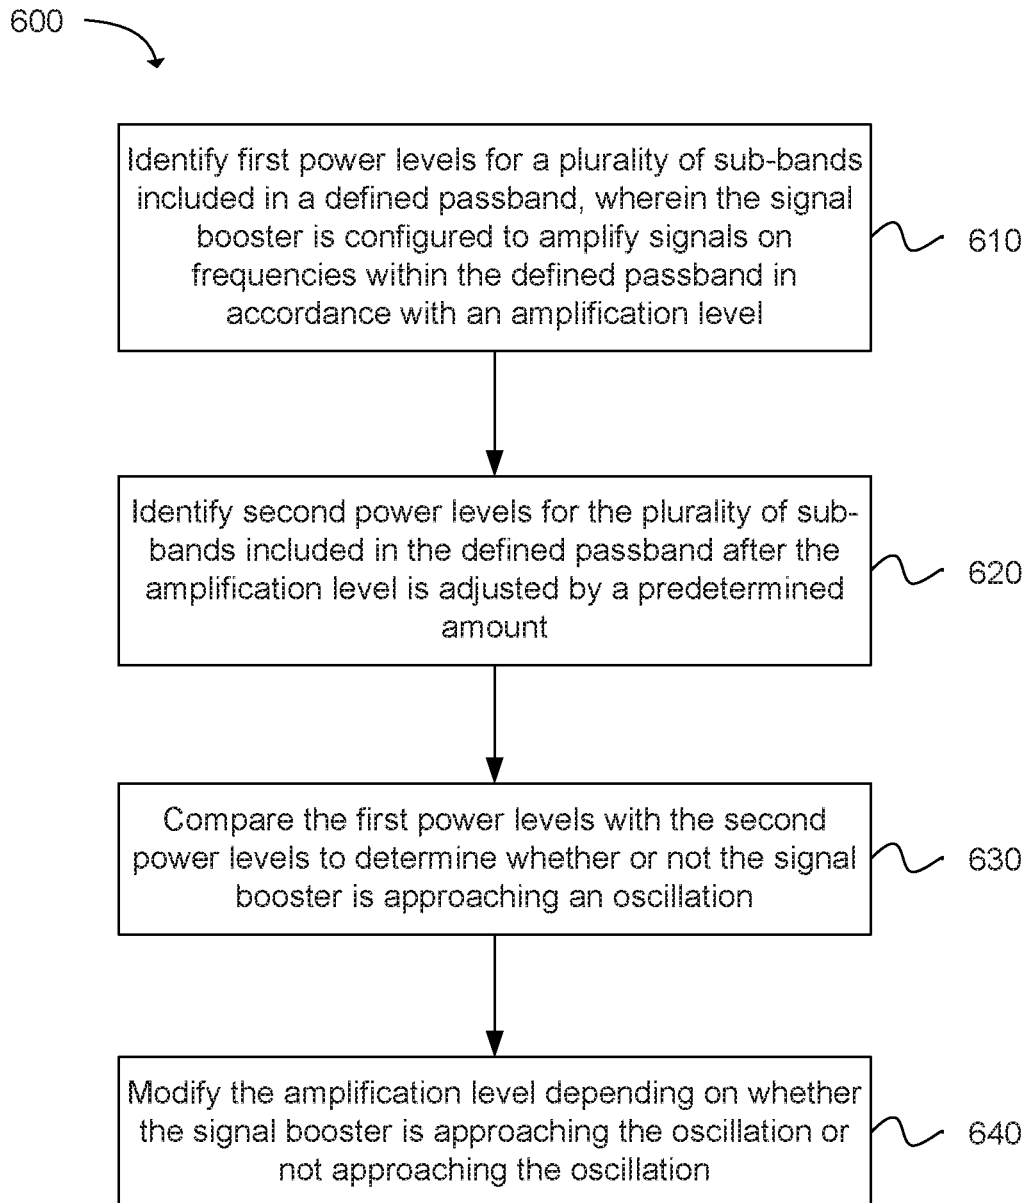 600
Identify first power levels for a plurality of sub-bands
included in a defined passband, wherein the signal
booster is configured to amplify signals on
frequencies within the defined passband in
accordance with an amplification level
610
Identify second power levels for the plurality of sub-
bands included in the defined passband after the
amplification level is adjusted by a predetermined
amount
620
Compare the first power levels with the second
power levels to determine whether or not the signal
booster is approaching an oscillation
630
Modify the amplification level depending on whether
the signal booster is approaching the oscillation or
not approaching the oscillation
640